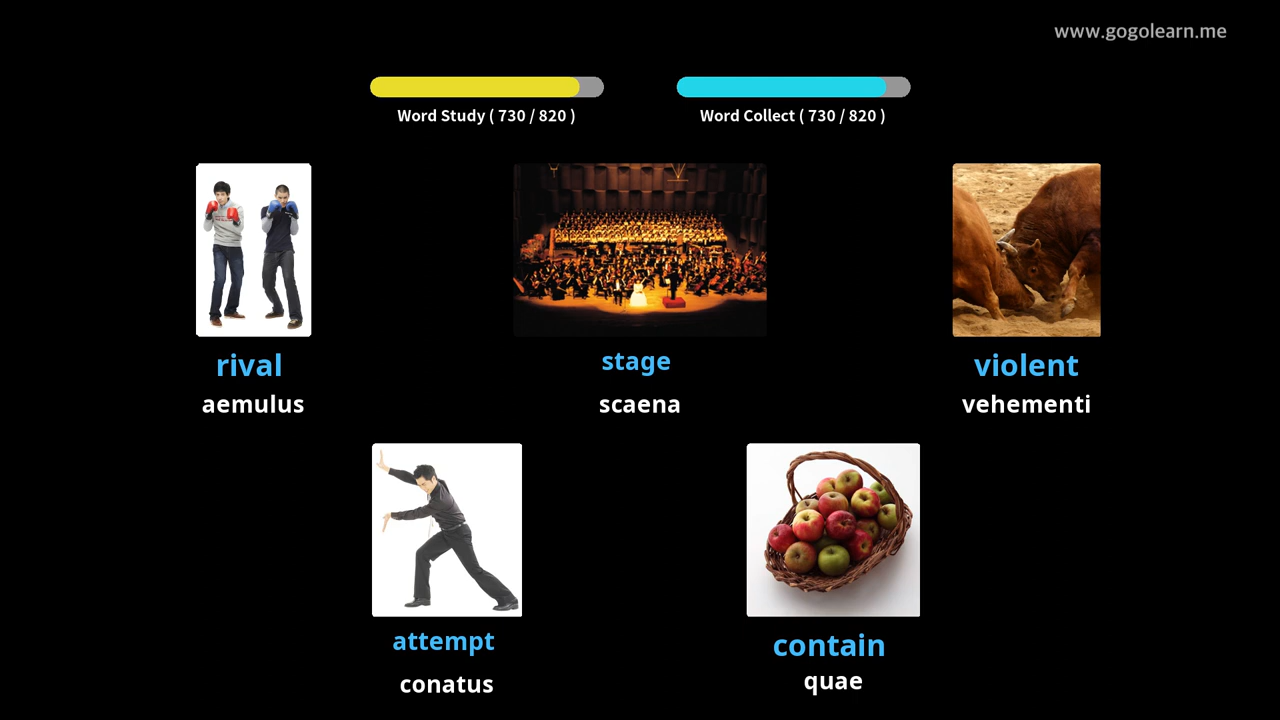 www.gogolearn.me
Word Study ( 730 / 820 )
Word Collect ( 730 / 820 )
rival
aemulus
stage
scaena
violent
vehementi
attempt
conatus
contain
quae